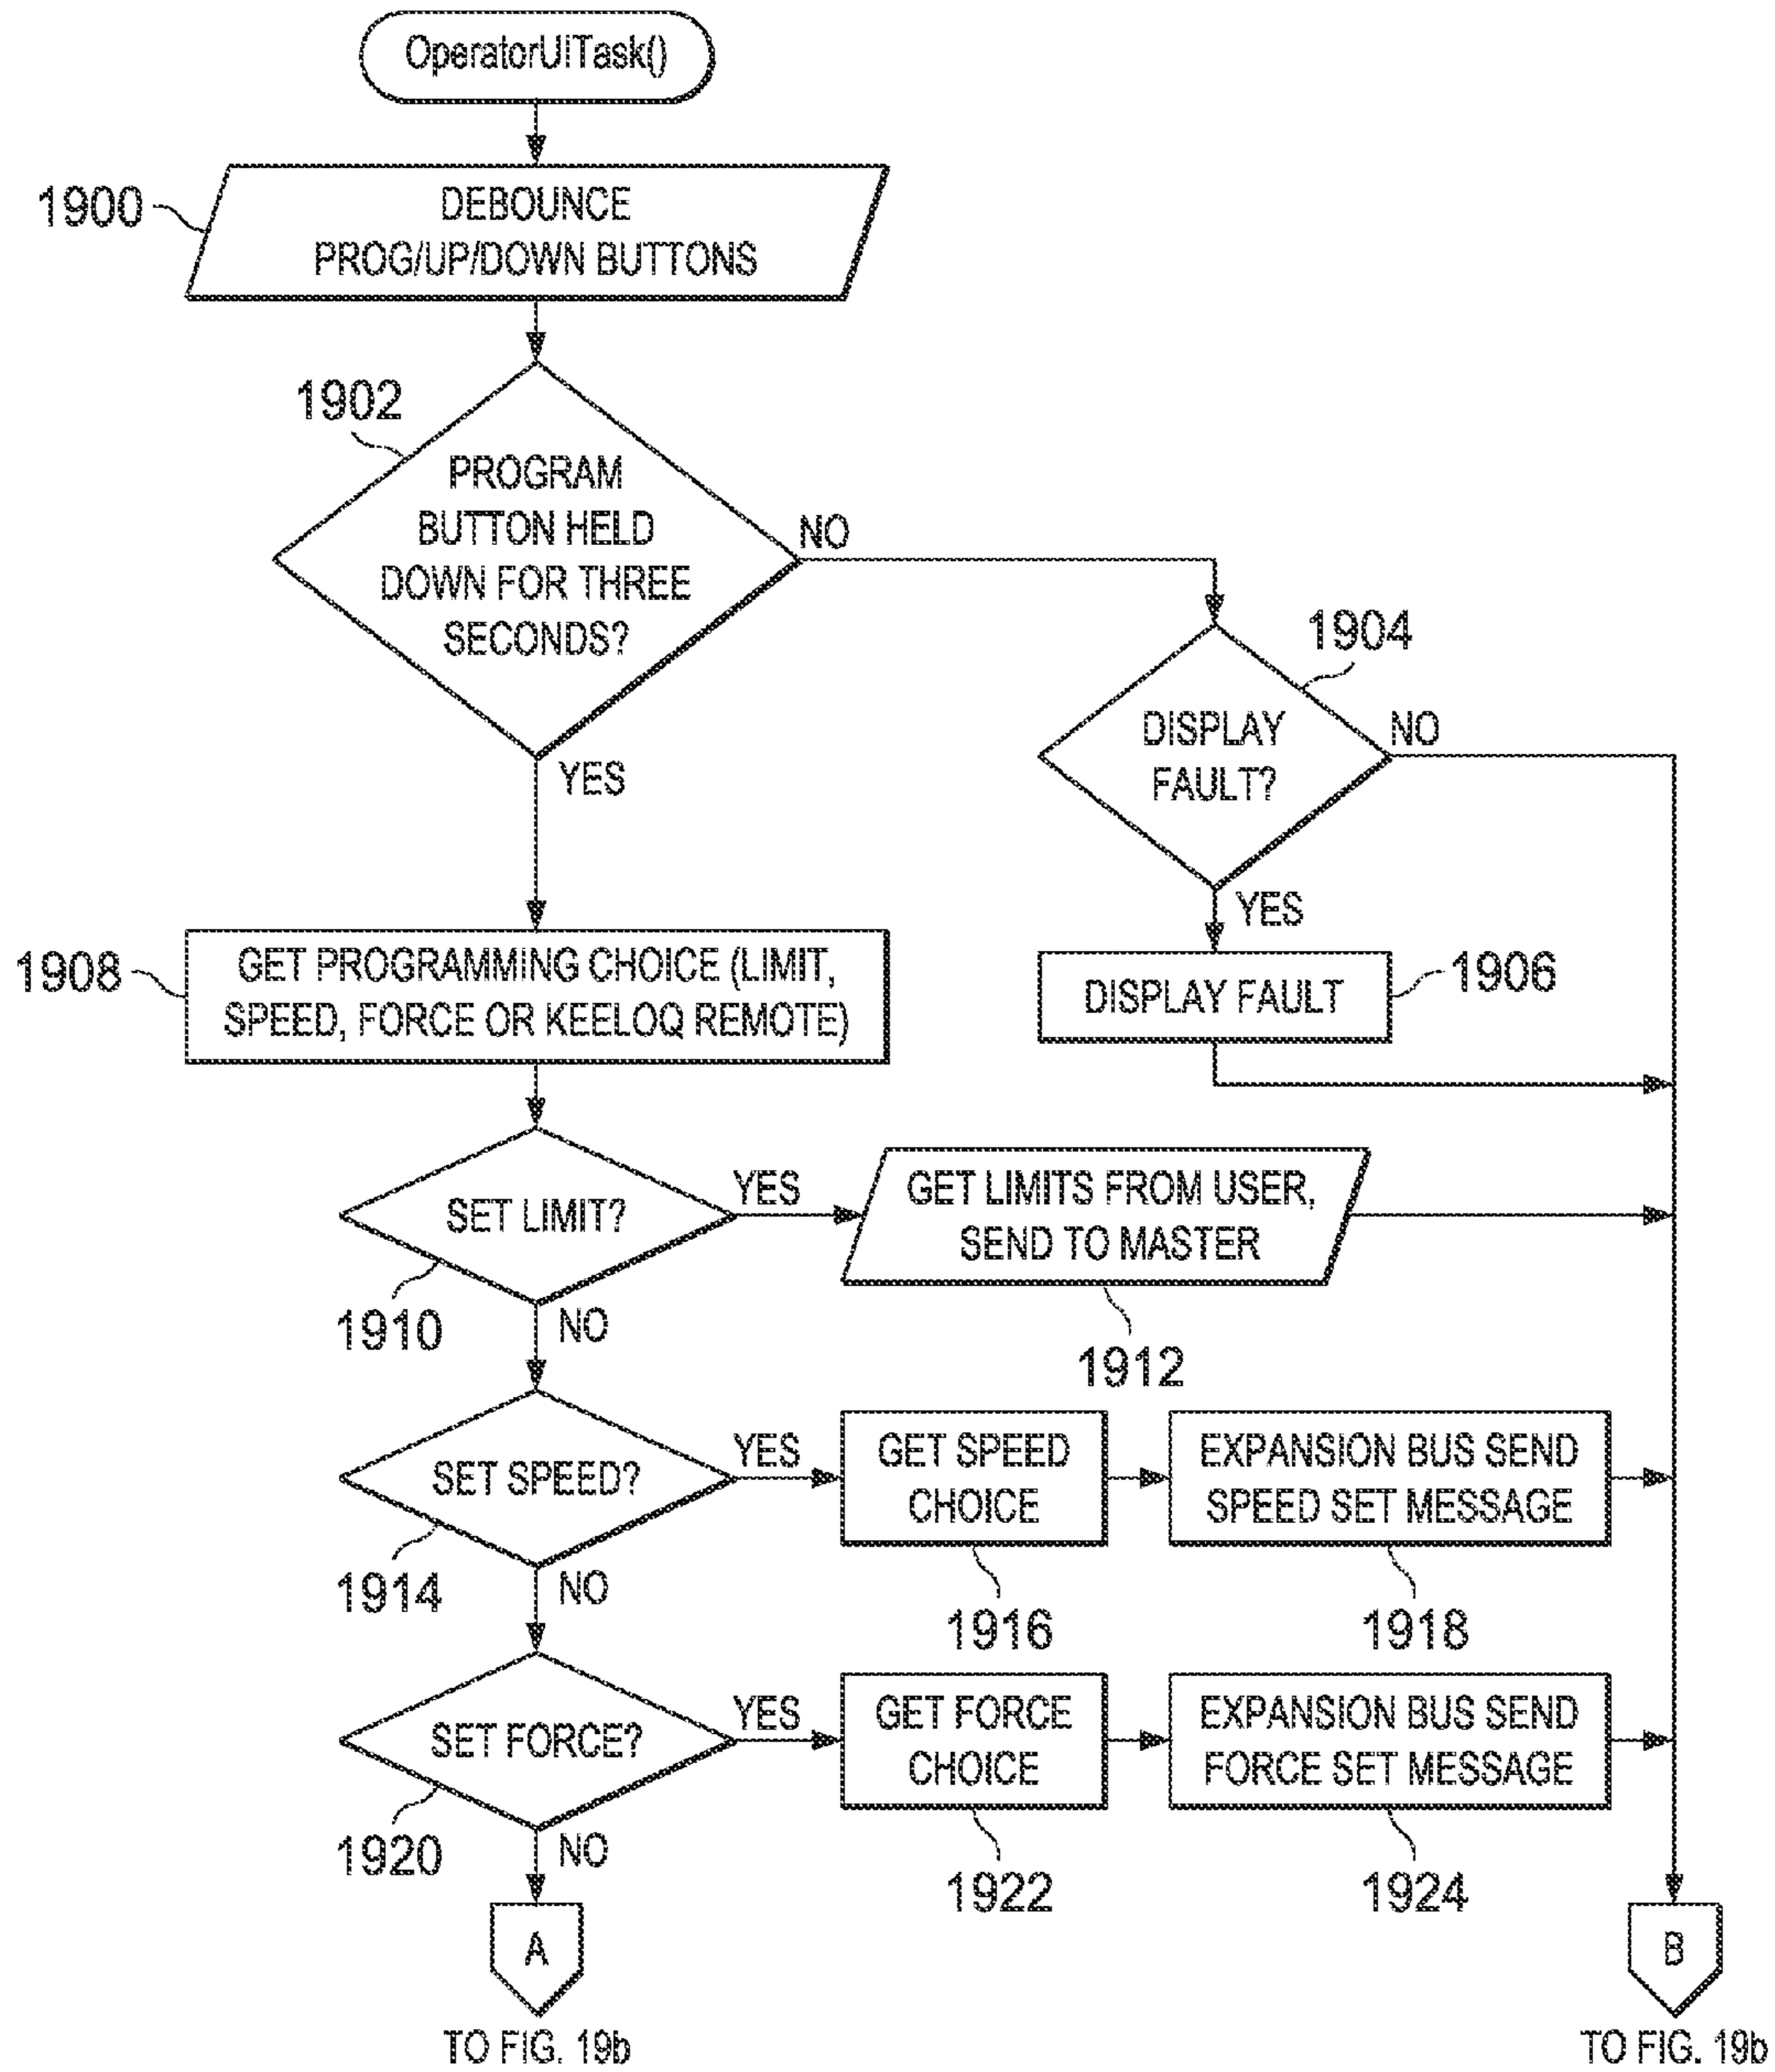 OperatorUiTask()
1900
DEBOUNCE
PROG/UP/DOWN BUTTONS
1902
PROGRAM
BUTTON HELD
DOWN FOR THREE
SECONDS?
NO
YES
1904
DISPLAY
FAULT?
NO
YES
1908
GET PROGRAMMING CHOICE (LIMIT,
SPEED, FORCE OR KEELOQ REMOTE)
DISPLAY FAULT
1906
SET LIMIT?
YES
GET LIMITS FROM USER,
SEND TO MASTER
1910
NO
1912
SET SPEED?
YES
GET SPEED
CHOICE
EXPANSION BUS SEND
SPEED SET MESSAGE
1914
NO
1916
1918
SET FORCE?
YES
GET FORCE
CHOICE
EXPANSION BUS SEND
FORCE SET MESSAGE
1920
NO
1922
1924
A
B
TO FIG. 19b
TO FIG. 19b